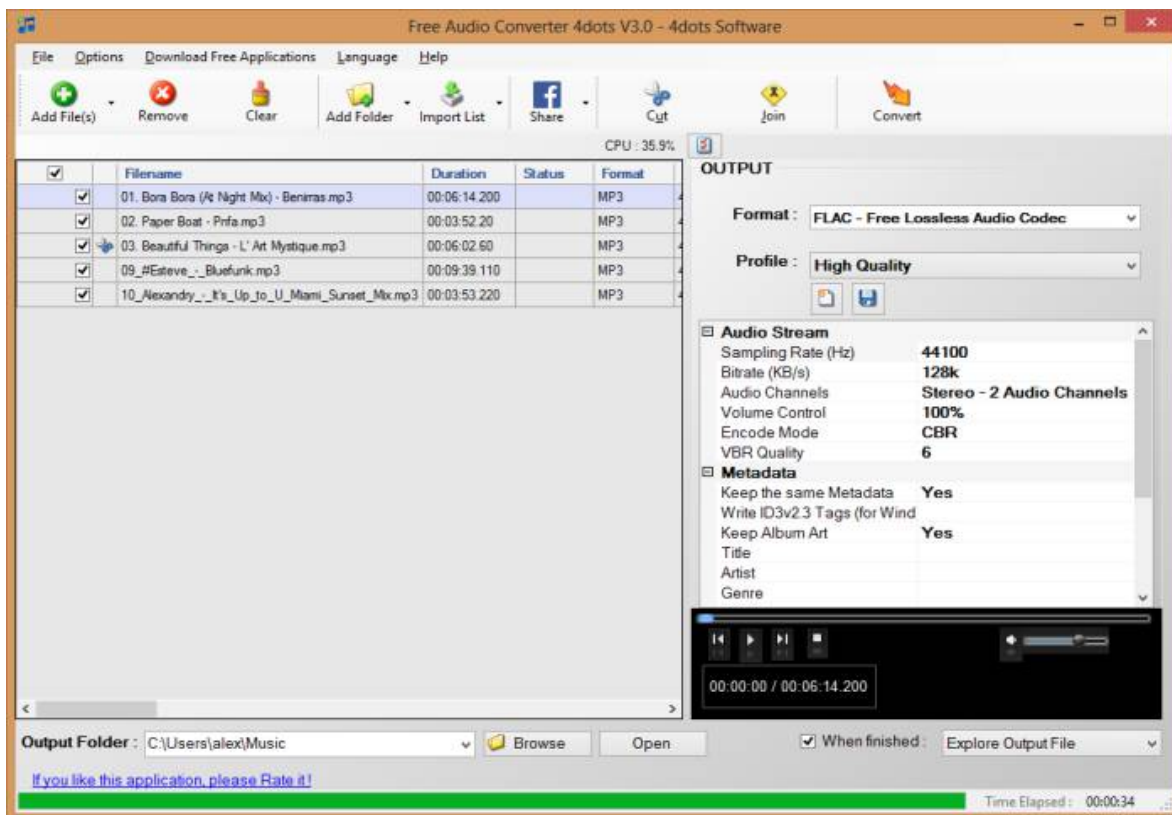 Free Audio Converter 4dots V3.0 - 4dots Software
File Options Download Free Applications Language Help
Add File(s) Remove Clear Add Folder Import List Share Cut Join Convert
CPU : 35.9%
Filename Duration Status Format
01. Bora Bora (At Night Mix) - Benirras.mp3 00:06:14.200 MP3 4
02. Paper Boat - Pnfa.mp3 00:03:52.20 MP3 4
03. Beautiful Things - L' Art Mystique.mp3 00:06:02.60 MP3 4
09_#Esteve_-_Bluefunk.mp3 00:09:39.110 MP3 4
10_Alexandry_-_It's_Up_to_U_Miami_Sunset_Mix.mp3 00:03:53.220 MP3 4
OUTPUT
Format : FLAC - Free Lossless Audio Codec
Profile : High Quality
Audio Stream
Sampling Rate (Hz) 44100
Bitrate (KB/s) 128k
Audio Channels Stereo - 2 Audio Channels
Volume Control 100%
Encode Mode CBR
VBR Quality 6
Metadata
Keep the same Metadata Yes
Write ID3v2.3 Tags (for Wind
Keep Album Art Yes
Title
Artist
Genre
00:00:00 / 00:06:14.200
Output Folder : C:\Users\alex\Music Browse Open When finished : Explore Output File
If you like this application, please Rate it !
Time Elapsed : 00:00:34